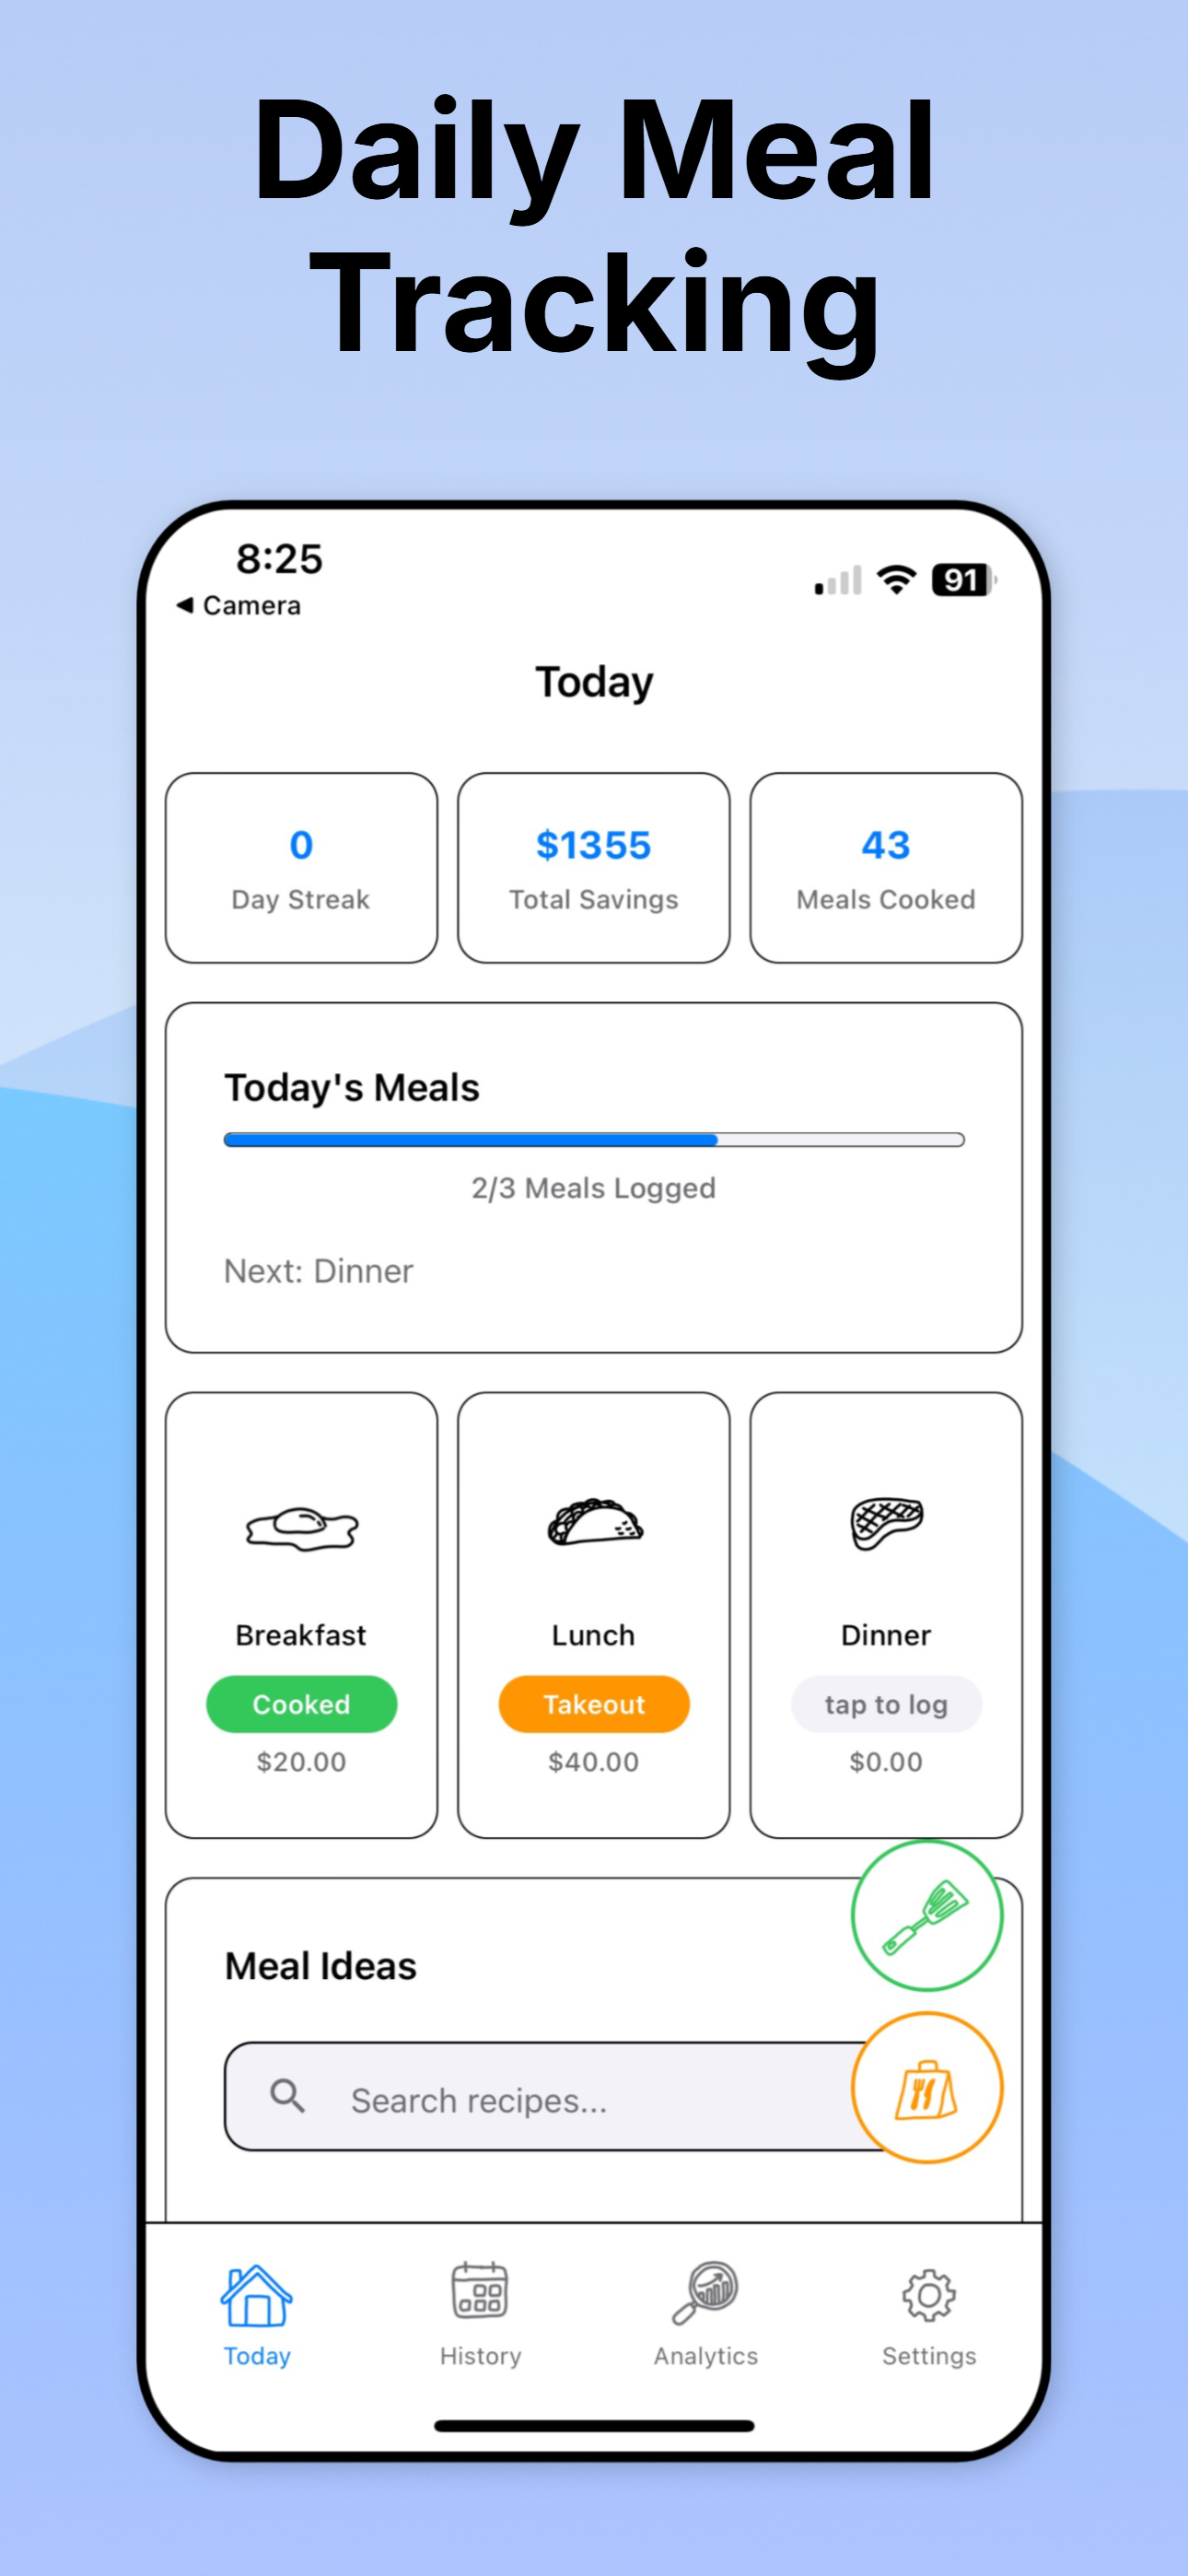 Daily Meal
Tracking
8:25
◀ Camera
91
Today
0
Day Streak
$1355
Total Savings
43
Meals Cooked
Today's Meals
2/3 Meals Logged
Next: Dinner
Breakfast
Cooked
$20.00
Lunch
Takeout
$40.00
Dinner
tap to log
$0.00
Meal Ideas
Search recipes...
Today
History
Analytics
Settings